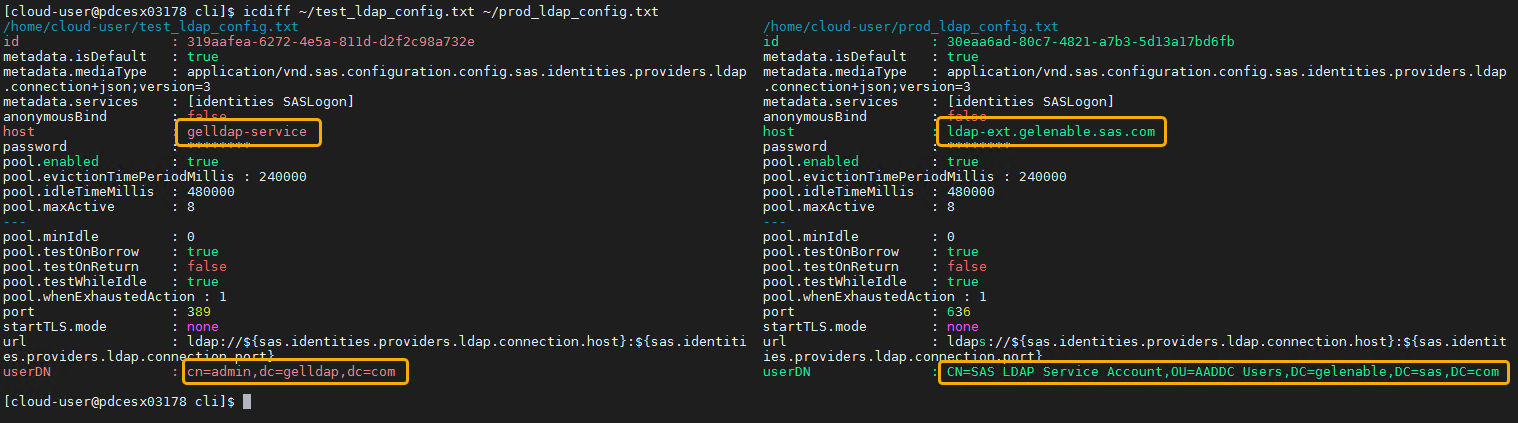 [cloud-user@pdcesx03178 cli]$ icdiff ~/test_ldap_config.txt ~/prod_ldap_config.txt
/home/cloud-user/test_ldap_config.txt /home/cloud-user/prod_ldap_config.txt
id : 319aafea-6272-4e5a-811d-d2f2c98a732e id : 30eaa6ad-80c7-4821-a7b3-5d13a17bd6fb
metadata.isDefault : true metadata.isDefault : true
metadata.mediaType : application/vnd.sas.configuration.config.sas.identities.providers.ldap metadata.mediaType : application/vnd.sas.configuration.config.sas.identities.providers.ldap
.connection+json;version=3 .connection+json;version=3
metadata.services : [identities SASLogon] metadata.services : [identities SASLogon]
anonymousBind : false anonymousBind : false
host : gelldap-service host : ldap-ext.gelenable.sas.com
password : ******** password : ********
pool.enabled : true pool.enabled : true
pool.evictionTimePeriodMillis : 240000 pool.evictionTimePeriodMillis : 240000
pool.idleTimeMillis : 480000 pool.idleTimeMillis : 480000
pool.maxActive : 8 pool.maxActive : 8
--- ---
pool.minIdle : 0 pool.minIdle : 0
pool.testOnBorrow : true pool.testOnBorrow : true
pool.testOnReturn : false pool.testOnReturn : false
pool.testWhileIdle : true pool.testWhileIdle : true
pool.whenExhaustedAction : 1 pool.whenExhaustedAction : 1
port : 389 port : 636
startTLS.mode : none startTLS.mode : none
url : ldap://${sas.identities.providers.ldap.connection.host}:${sas.identiti url : ldaps://${sas.identities.providers.ldap.connection.host}:${sas.identit
es.providers.ldap.connection.port} ies.providers.ldap.connection.port}
userDN : cn=admin,dc=gelldap,dc=com userDN : CN=SAS LDAP Service Account,OU=AADDC Users,DC=gelenable,DC=sas,DC=com
[cloud-user@pdcesx03178 cli]$